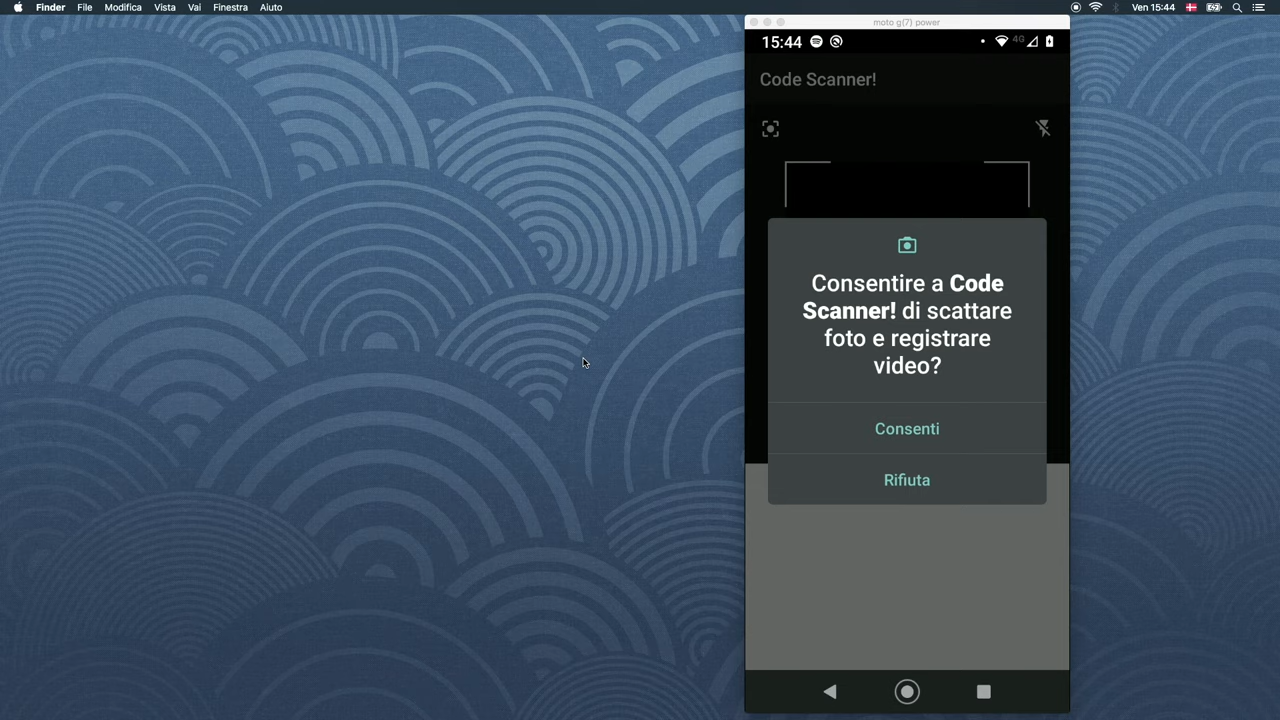 Finder File Modifica Vista Vai Finestra Aiuto Ven 15:44
moto g(7) power
15:44 4G
Code Scanner!
Consentire a Code
Scanner! di scattare
foto e registrare
video?
Consenti
Rifiuta